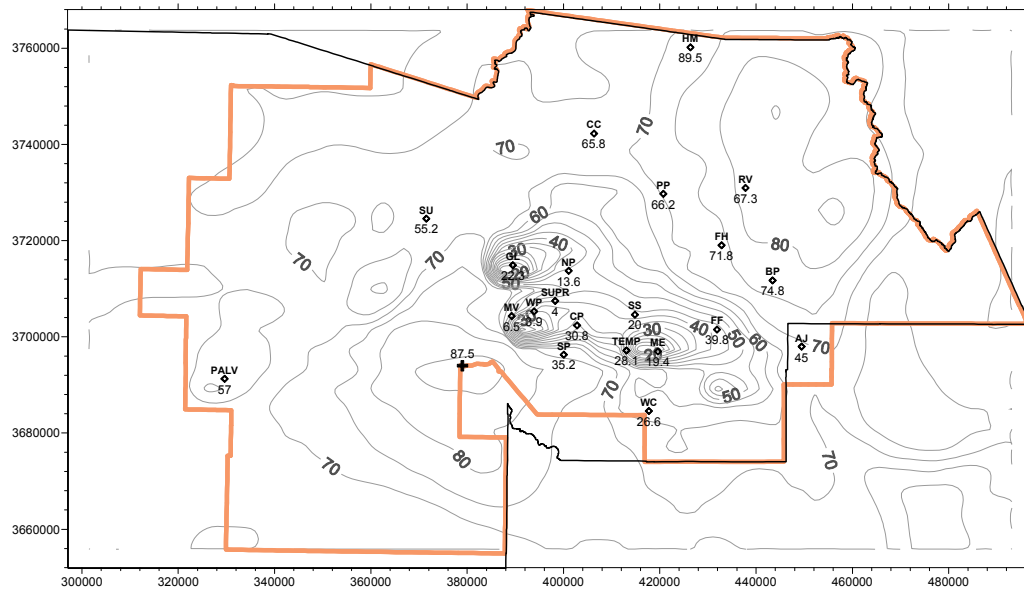 3760000
HM
89.5
70
CC
65.8
3740000
70
RV
67.3
PP
66.2
SU
55.2
60
3720000
FH
71.8
80
40
30
GL
NP
13.6
70
70
BP
74.8
50
SUPR
4
WP
8.9
MV
6.5
SS
20
CP
30.8
FF
39.8
30
40
50
60
3700000
TEMP
28.1
ME
19.4
SP
35.2
AJ
45
70
87.5
PALV
57
70
50
WC
26.6
3680000
70
80
70
3660000
300000
320000
340000
360000
380000
400000
420000
440000
460000
480000